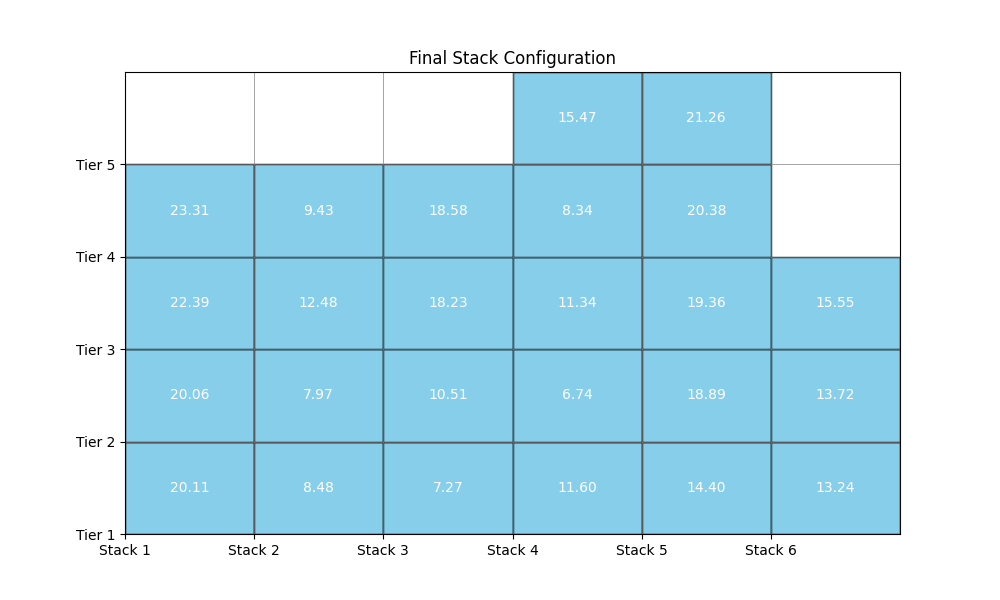 Final Stack Configuration
15.47 21.26
Tier 5
23.31 9.43 18.58 8.34 20.38
Tier 4
22.39 12.48 18.23 11.34 19.36 15.55
Tier 3
20.06 7.97 10.51 6.74 18.89 13.72
Tier 2
20.11 8.48 7.27 11.60 14.40 13.24
Tier 1
Stack 1 Stack 2 Stack 3 Stack 4 Stack 5 Stack 6